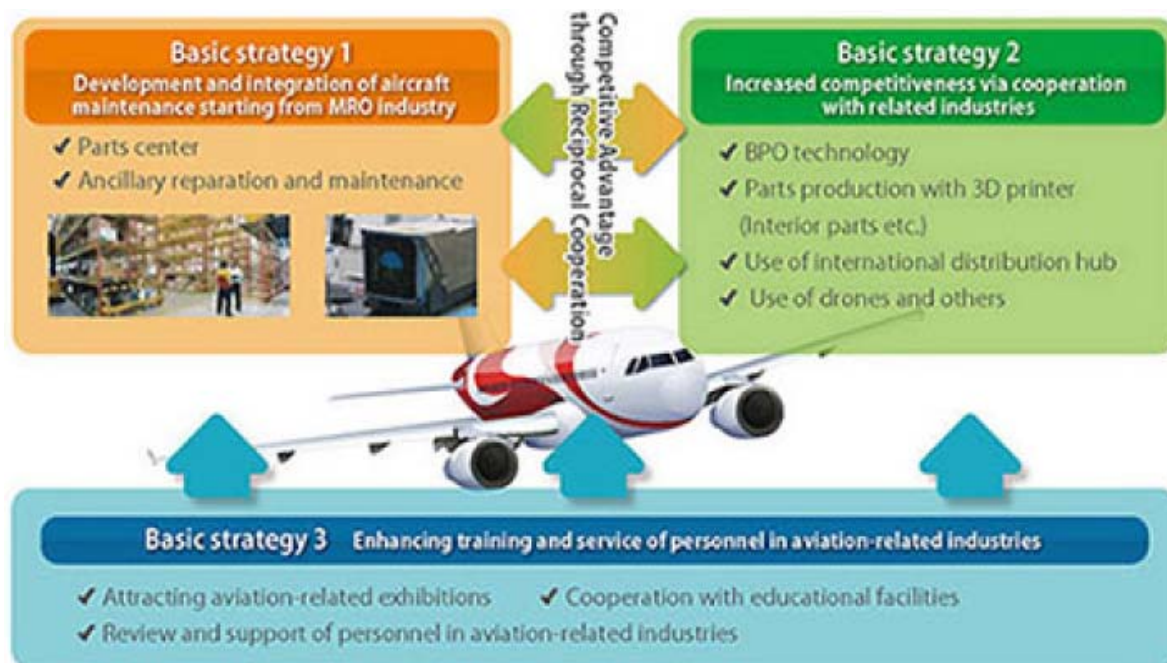 Basic strategy 1
Development and integration of aircraft
maintenance starting from MRO industry
✔ Parts center
✔ Ancillary reparation and maintenance
Competitive Advantage
through Reciprocal Cooperation
Basic strategy 2
Increased competitiveness via cooperation
with related industries
✔ BPO technology
✔ Parts production with 3D printer
(Interior parts etc.)
✔ Use of international distribution hub
✔ Use of drones and others
Basic strategy 3 Enhancing training and service of personnel in aviation-related industries
✔ Attracting aviation-related exhibitions ✔ Cooperation with educational facilities
✔ Review and support of personnel in aviation-related industries